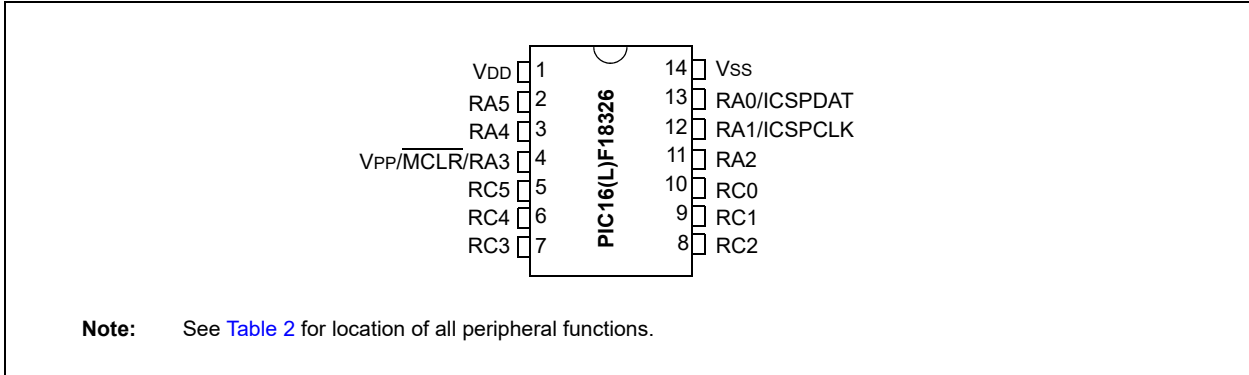 VDD 1 14 VSS
RA5 2 13 RA0/ICSPDAT
RA4 3 12 RA1/ICSPCLK
VPP/MCLR/RA3 4 11 RA2
RC5 5 10 RC0
RC4 6 9 RC1
RC3 7 8 RC2
PIC16(L)F18326
Note: See Table 2 for location of all peripheral functions.